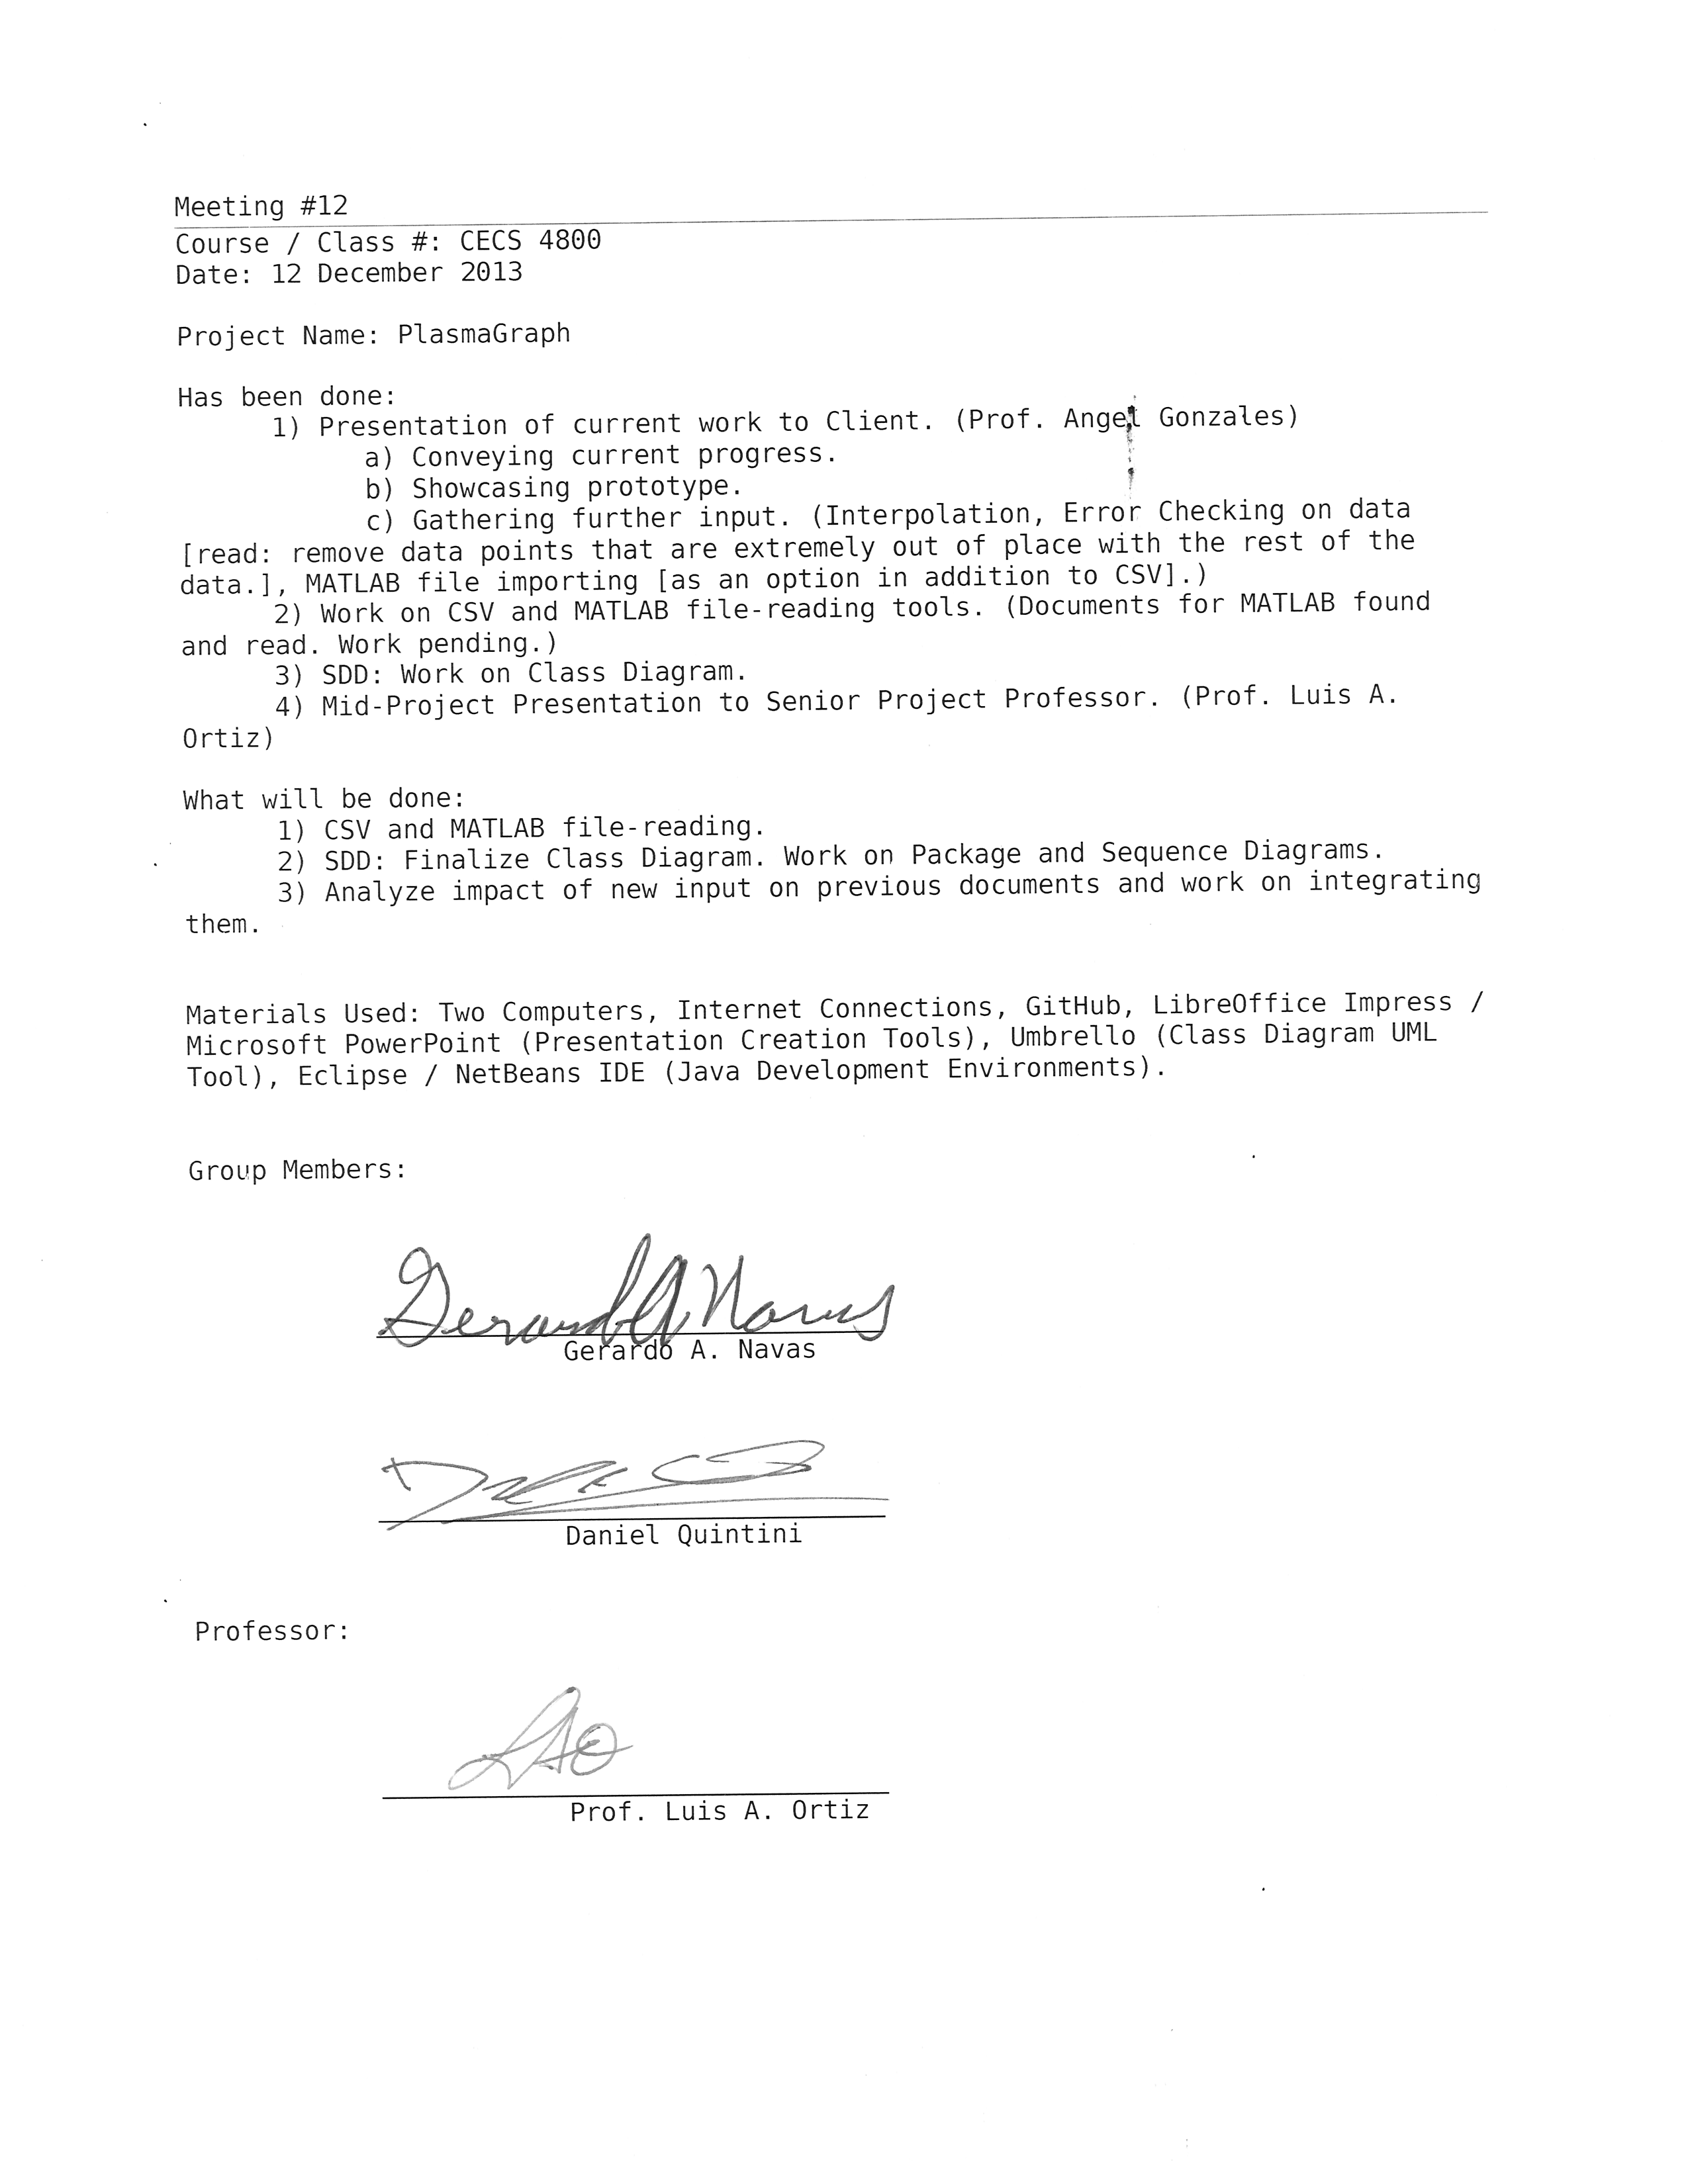 Meeting #12
Course / Class #: CECS 4800
Date: 12 December 2013
Project Name: PlasmaGraph
Has been done:
1) Presentation of current work to Client. (Prof. Angel Gonzales)
a) Conveying current progress.
b) Showcasing prototype.
c) Gathering further input. (Interpolation, Error Checking on data
[read: remove data points that are extremely out of place with the rest of the
data.], MATLAB file importing [as an option in addition to CSV].)
2) Work on CSV and MATLAB file-reading tools. (Documents for MATLAB found
and read. Work pending.)
3) SDD: Work on Class Diagram.
4) Mid-Project Presentation to Senior Project Professor. (Prof. Luis A.
Ortiz)
What will be done:
1) CSV and MATLAB file-reading.
2) SDD: Finalize Class Diagram. Work on Package and Sequence Diagrams.
3) Analyze impact of new input on previous documents and work on integrating
them.
Materials Used: Two Computers, Internet Connections, GitHub, LibreOffice Impress /
Microsoft PowerPoint (Presentation Creation Tools), Umbrello (Class Diagram UML
Tool), Eclipse / NetBeans IDE (Java Development Environments).
Group Members:
Gerardo A. Navas
Gerardo A. Navas
Daniel Quintini
Professor:
LAO
Prof. Luis A. Ortiz